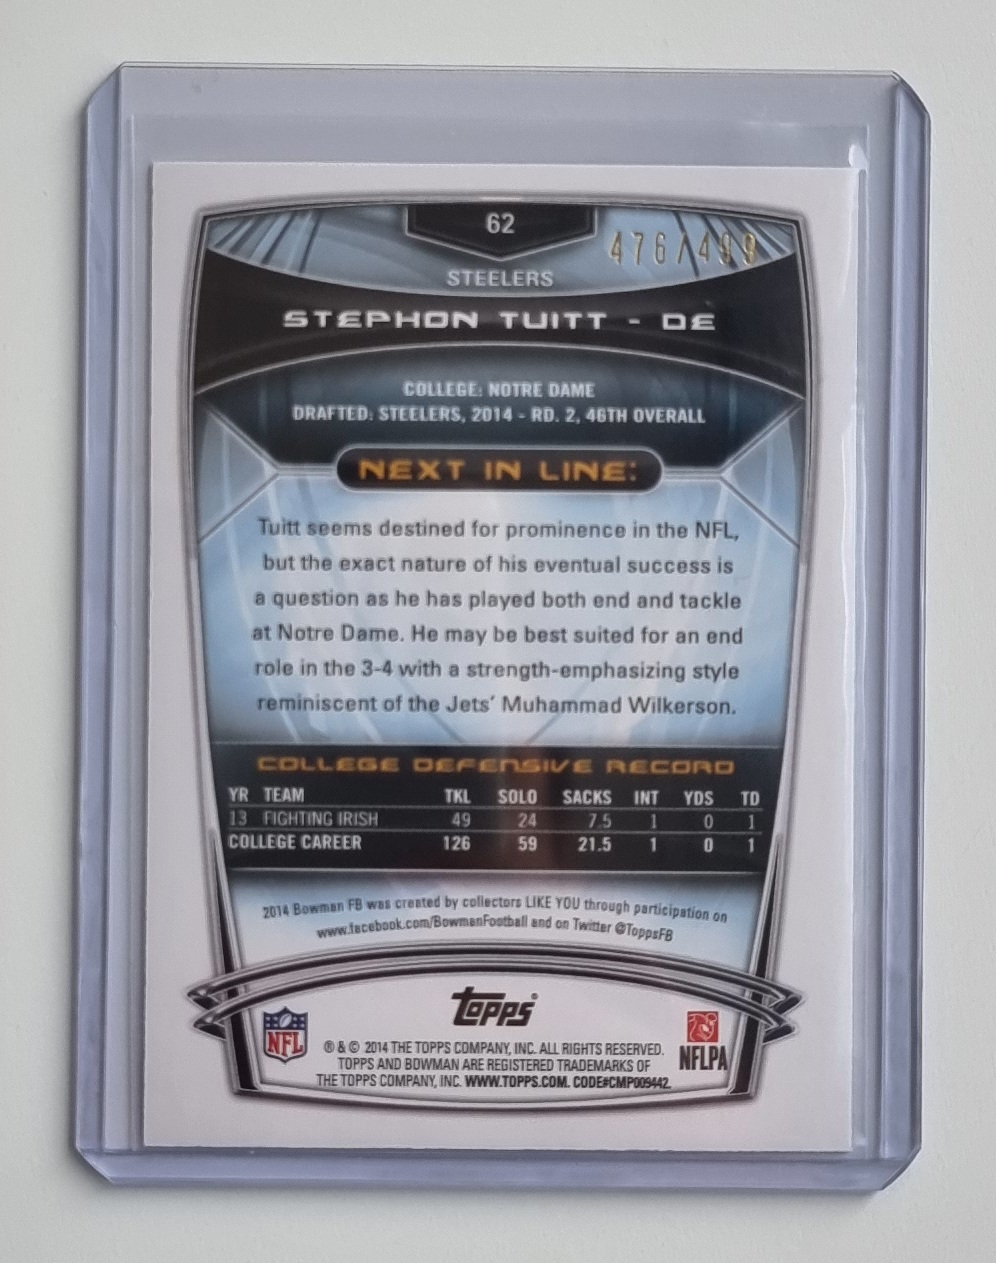 62
476/499
STEELERS
STEPHON TUITT - DE
COLLEGE: NOTRE DAME
DRAFTED: STEELERS, 2014 - RD. 2, 46TH OVERALL
NEXT IN LINE:
Tuitt seems destined for prominence in the NFL,
but the exact nature of his eventual success is
a question as he has played both end and tackle
at Notre Dame. He may be best suited for an end
role in the 3-4 with a strength-emphasizing style
reminiscent of the Jets' Muhammad Wilkerson.
COLLEGE DEFENSIVE RECORD
YR TEAM TKL SOLO SACKS INT YDS TD
13 FIGHTING IRISH 49 24 7.5 1 0 1
COLLEGE CAREER 126 59 21.5 1 0 1
2014 Bowman FB was created by collectors LIKE YOU through participation on
www.facebook.com/BowmanFootball and on Twitter @ToppsFB
Topps®
NFL
NFLPA
® & © 2014 THE TOPPS COMPANY, INC. ALL RIGHTS RESERVED.
TOPPS AND BOWMAN ARE REGISTERED TRADEMARKS OF
THE TOPPS COMPANY, INC. WWW.TOPPS.COM. CODE#CMP009442.